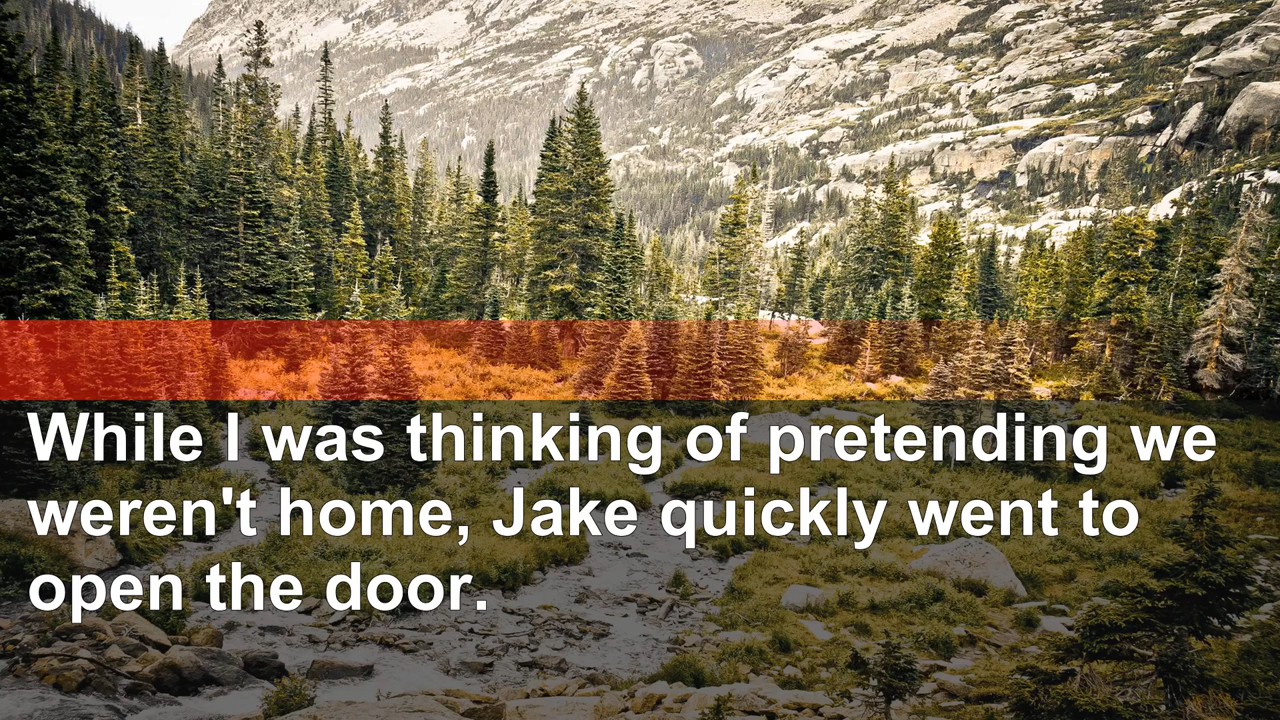 While I was thinking of pretending we
weren't home, Jake quickly went to
open the door.